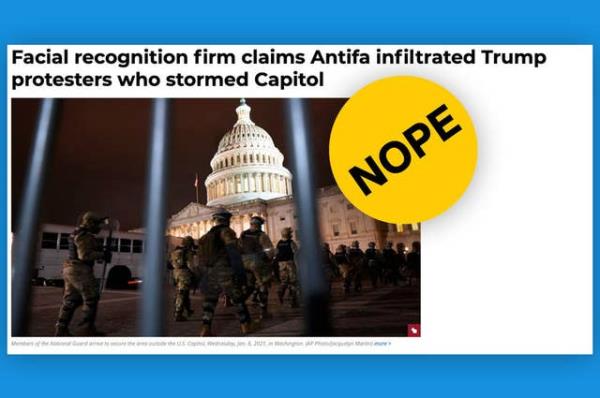 Facial recognition firm claims Antifa infiltrated Trump
protesters who stormed Capitol
NOPE
Members of the National Guard arrive to secure the area outside the U.S. Capitol, Wednesday, Jan. 6, 2021, in Washington. (AP Photo/Jacquelyn Martin) more >